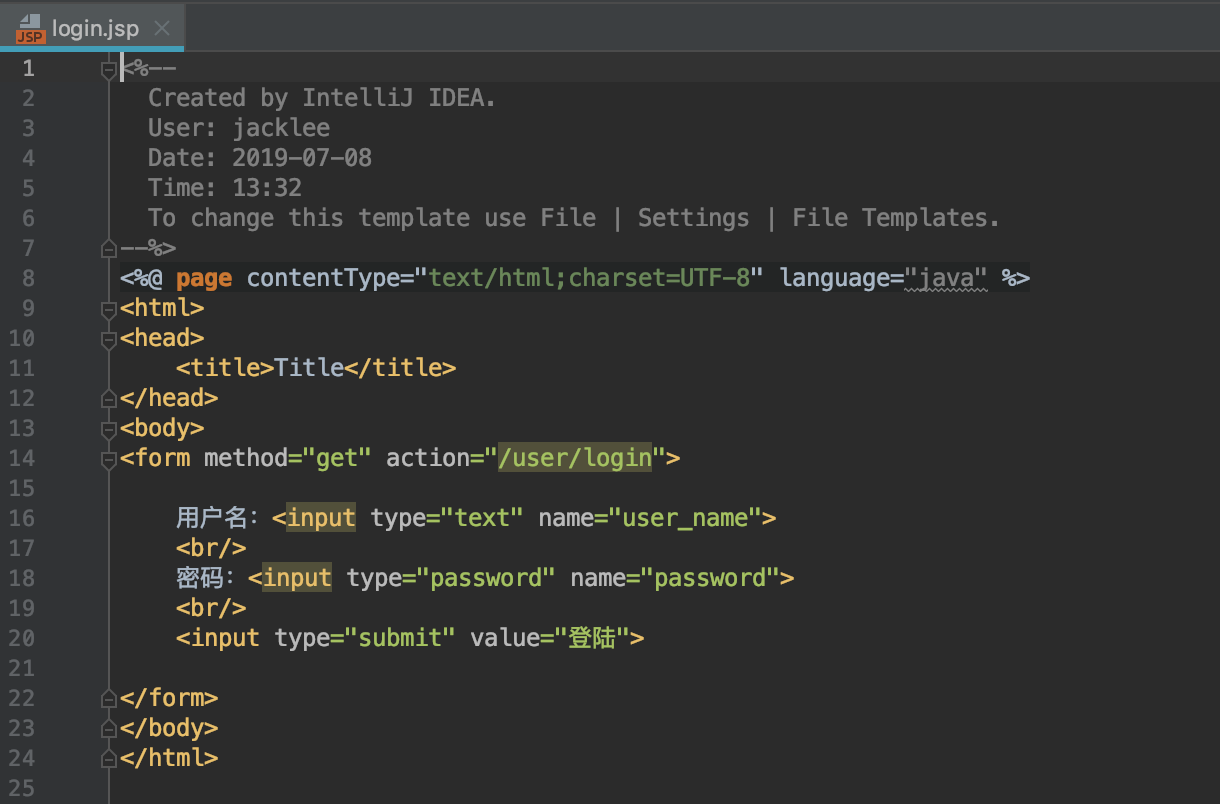 login.jsp
JSP
1 <%--
2   Created by IntelliJ IDEA.
3   User: jacklee
4   Date: 2019-07-08
5   Time: 13:32
6   To change this template use File | Settings | File Templates.
7 --%>
8 <%@ page contentType="text/html;charset=UTF-8" language="java" %>
9 <html>
10 <head>
11     <title>Title</title>
12 </head>
13 <body>
14 <form method="get" action="/user/login">
15
16     用户名：<input type="text" name="user_name">
17     <br/>
18     密码：<input type="password" name="password">
19     <br/>
20     <input type="submit" value="登陆">
21
22 </form>
23 </body>
24 </html>
25